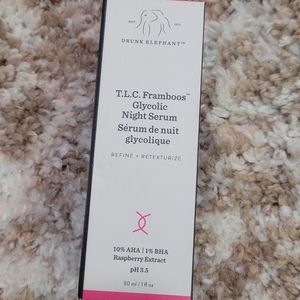 DRUNK ELEPHANT™
T.L.C. Framboos™
Glycolic
Night Serum
Sérum de nuit
glycolique
REFINE + RETEXTURIZE
10% AHA | 1% BHA
Raspberry Extract
pH 3.5
30 ml / 1 fl oz